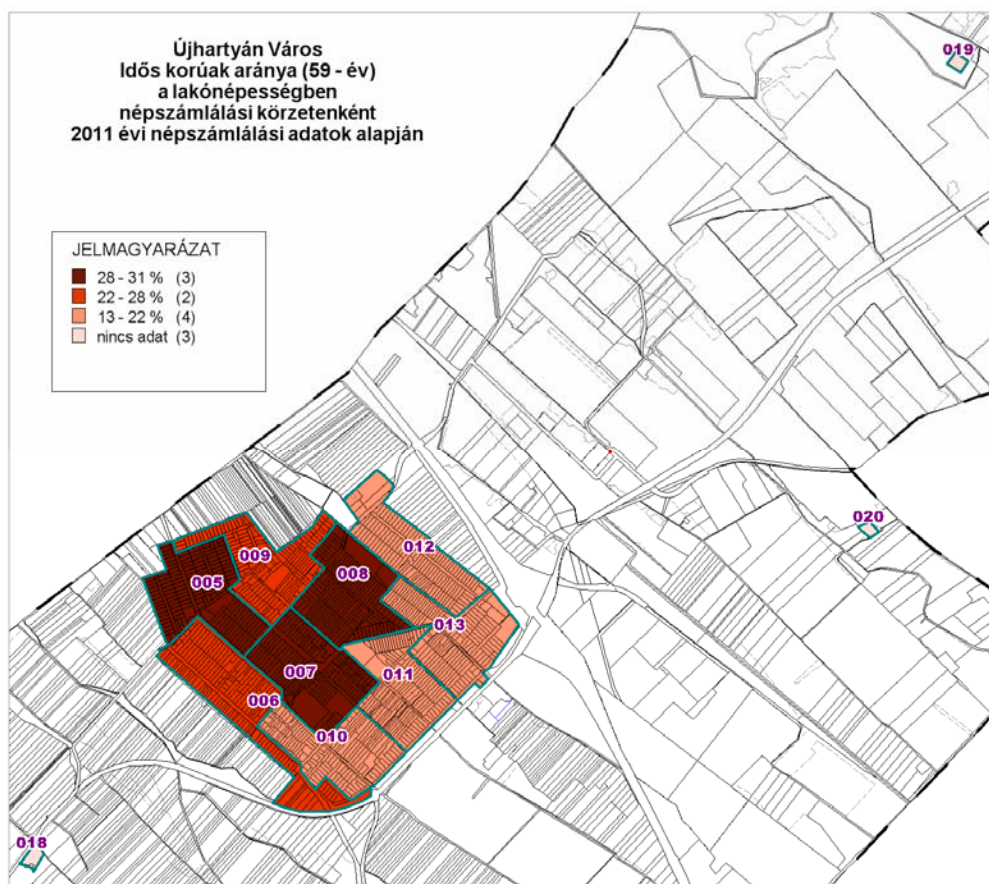 Újhartyán Város
Idős korúak aránya (59 - év)
a lakónépességben
népszámlálási körzetenként
2011 évi népszámlálási adatok alapján
019
JELMAGYARÁZAT
28 - 31 % (3)
22 - 28 % (2)
13 - 22 % (4)
nincs adat (3)
020
012
009
008
005
013
011
007
006
010
018